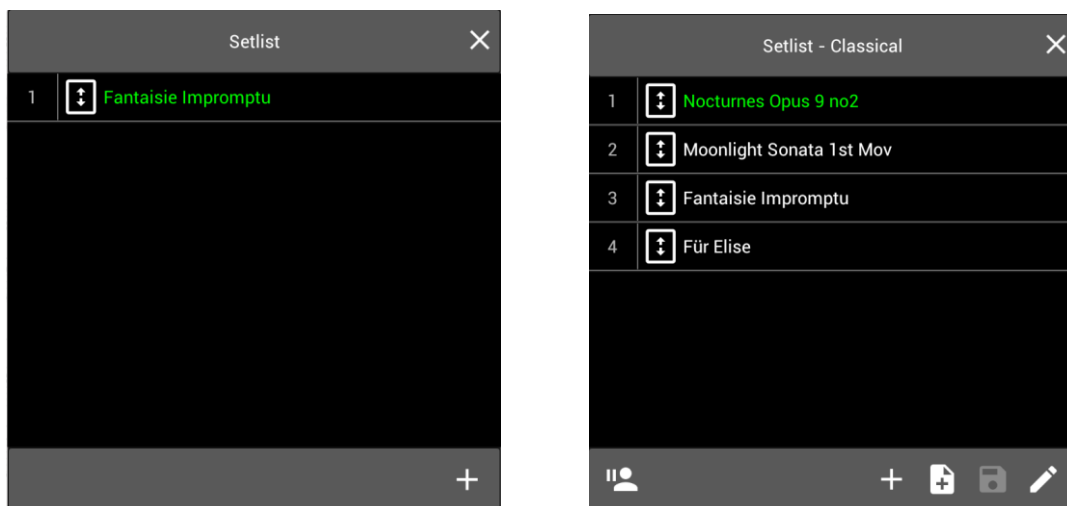 Setlist
1 Fantaisie Impromptu
Setlist - Classical
1 Nocturnes Opus 9 no2
2 Moonlight Sonata 1st Mov
3 Fantaisie Impromptu
4 Für Elise